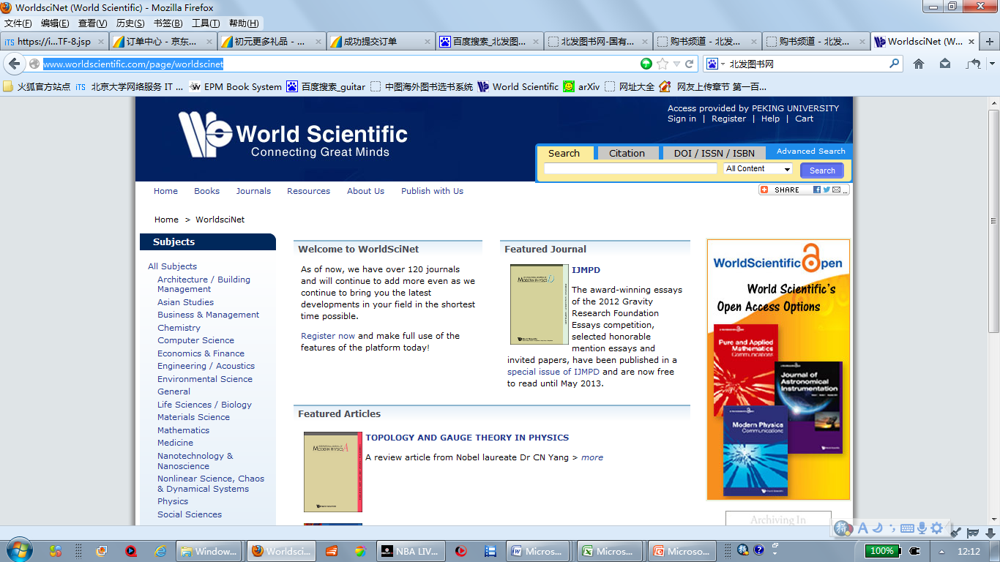 WorldsciNet (World Scientific) - Mozilla Firefox
文件(F) 编辑(E) 查看(V) 历史(S) 书签(B) 工具(T) 帮助(H)
iTS https://i...TF-8.jsp 订单中心 - 京东... 初元更多礼品 - ... 成功提交订单 百度搜索_北发图... 北发图书网-国有... 购书频道 - 北发... 购书频道 - 北发... WorldsciNet (W...
www.worldscientific.com/page/worldscinet 北发图书网
火狐官方站点 iTS 北京大学网络服务 IT ... EPM Book System 百度搜索_guitar 中图海外图书选书系统 World Scientific arXiv 网址大全 网友上传章节 第一百...
Access provided by PEKING UNIVERSITY
Sign in | Register | Help | Cart
World Scientific
Connecting Great Minds
Search Citation DOI / ISSN / ISBN Advanced Search
All Content Search
Home Books Journals Resources About Us Publish with Us
SHARE ...
Home > WorldsciNet
Subjects
All Subjects
Architecture / Building
Management
Asian Studies
Business & Management
Chemistry
Computer Science
Economics & Finance
Engineering / Acoustics
Environmental Science
General
Life Sciences / Biology
Materials Science
Mathematics
Medicine
Nanotechnology &
Nanoscience
Nonlinear Science, Chaos
& Dynamical Systems
Physics
Social Sciences
Welcome to WorldSciNet
As of now, we have over 120 journals
and will continue to add more even as we
continue to bring you the latest
developments in your field in the shortest
time possible.
Register now and make full use of the
features of the platform today!
Featured Journal
MODERN PHYSICS D
IJMPD
The award-winning essays
of the 2012 Gravity
Research Foundation
Essays competition,
selected honorable
mention essays and
invited papers, have been published in a
special issue of IJMPD and are now free
to read until May 2013.
Featured Articles
MODERN PHYSICS A
TOPOLOGY AND GAUGE THEORY IN PHYSICS
A review article from Nobel laureate Dr CN Yang > more
WorldScientific Open
World Scientific's
Open Access Options
Pure and Applied
Mathematics
Communications
Journal of
Astronomical
Instrumentation
Modern Physics
Communications
Archiving In
Window... Worldsci... NBA LIV... Microso... Microso... Microso...
100% 12:12